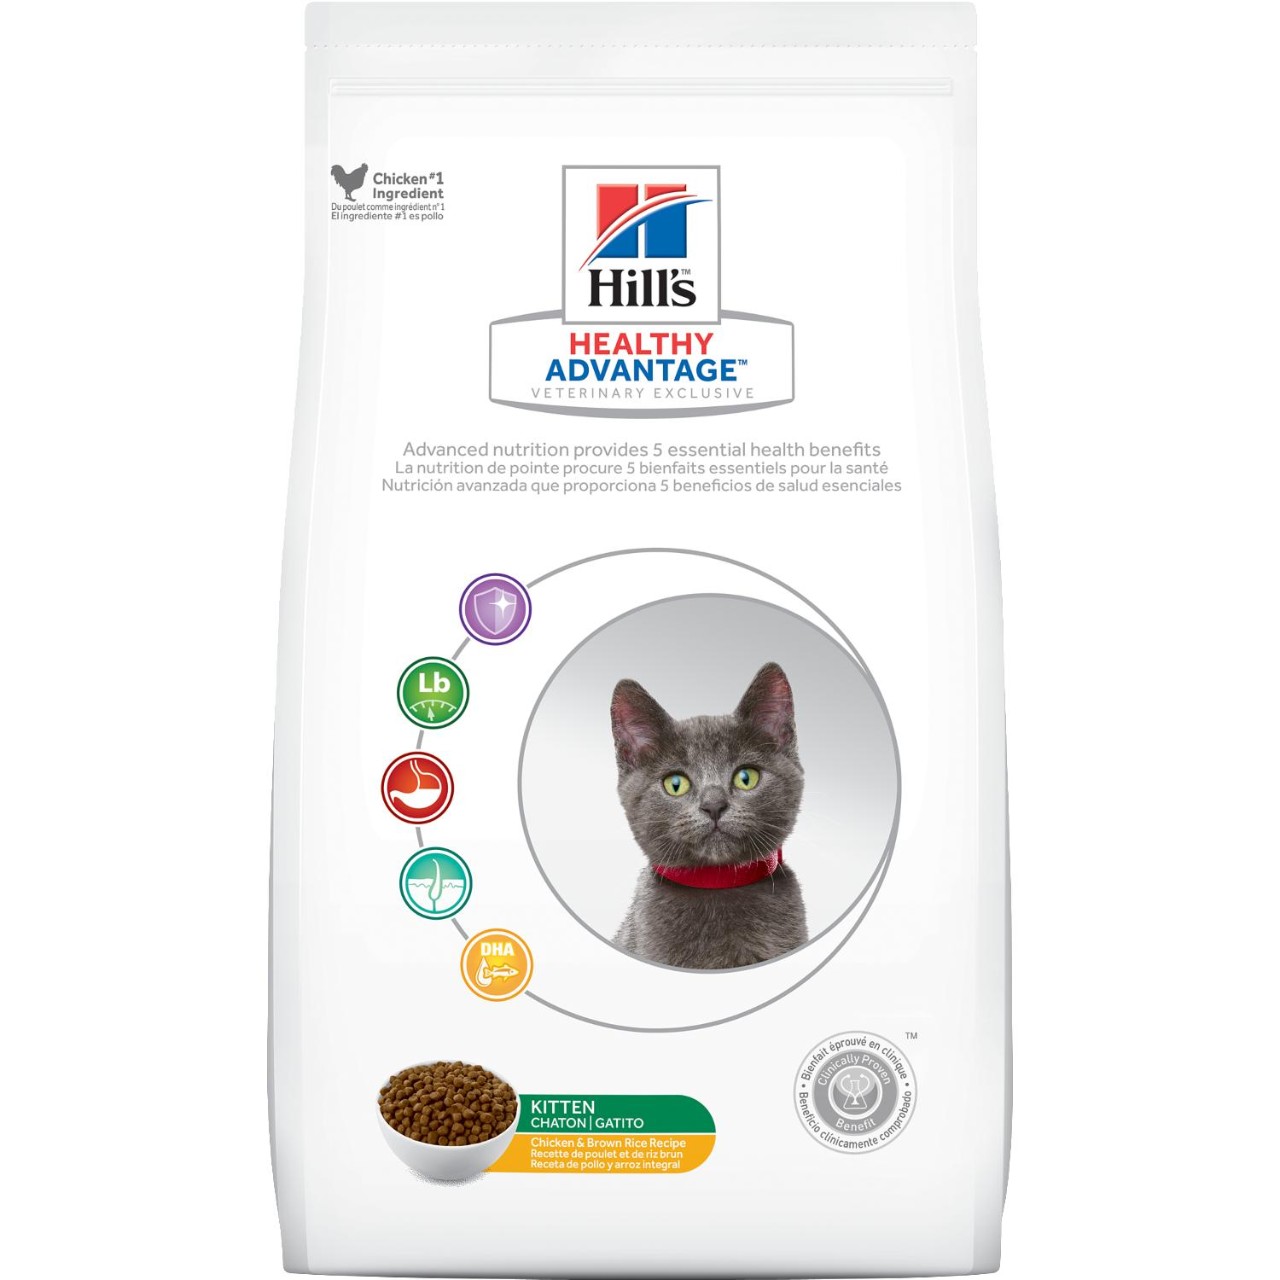 Chicken #1
Ingredient
Du poulet comme ingrédient n° 1
El ingrediente #1 es pollo
Hill's™
HEALTHY
ADVANTAGE™
VETERINARY EXCLUSIVE
Advanced nutrition provides 5 essential health benefits
La nutrition de pointe procure 5 bienfaits essentiels pour la santé
Nutrición avanzada que proporciona 5 beneficios de salud esenciales
Lb
DHA
KITTEN
CHATON | GATITO
Chicken & Brown Rice Recipe
Recette de poulet et de riz brun
Receta de pollo y arroz integral
• Bienfait éprouvé en clinique •
Clinically Proven
Benefit
Beneficio clínicamente comprobado
™